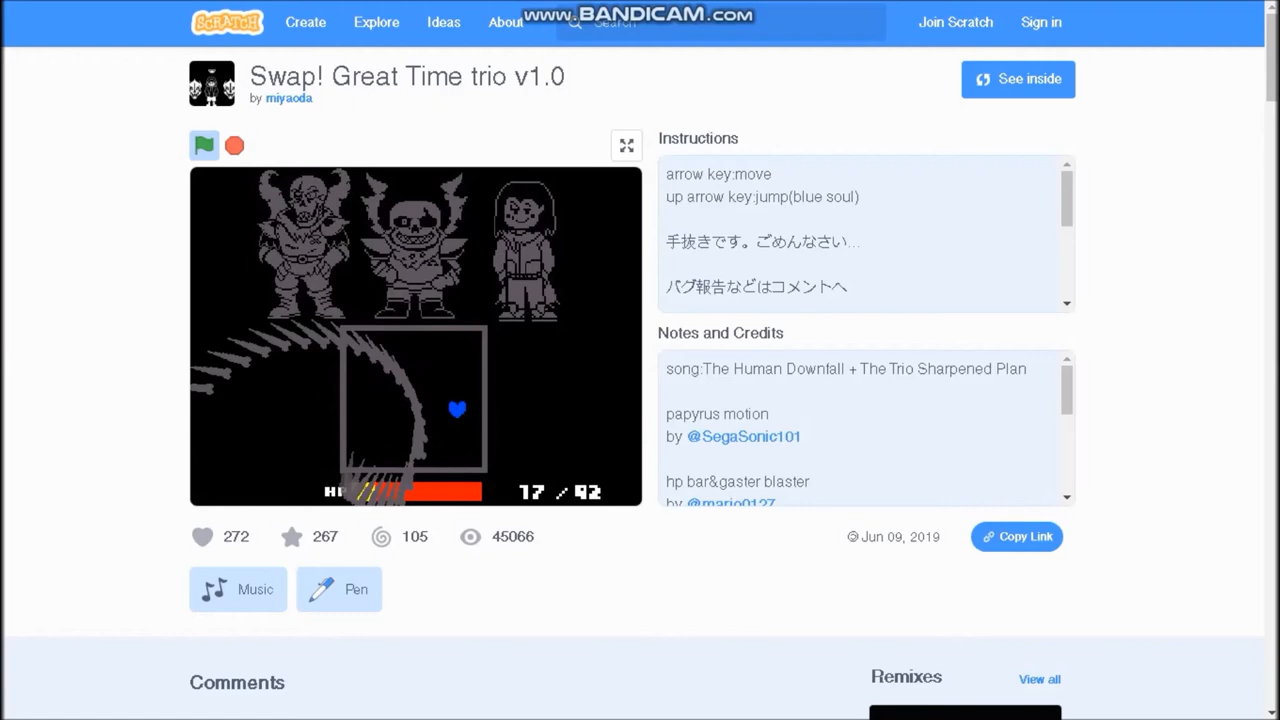 www.BANDICAM.com
SCRATCH
Create
Explore
Ideas
About
Search
Join Scratch
Sign in
Swap! Great Time trio v1.0
by miyaoda
See inside
Instructions
arrow key:move
up arrow key:jump(blue soul)
手抜きです。ごめんなさい...
バグ報告などはコメントへ
Notes and Credits
song:The Human Downfall + The Trio Sharpened Plan
papyrus motion
by @SegaSonic101
hp bar&gaster blaster
by @mario0127
HP
17 / 92
272
267
105
45066
© Jun 09, 2019
Copy Link
Music
Pen
Comments
Remixes
View all